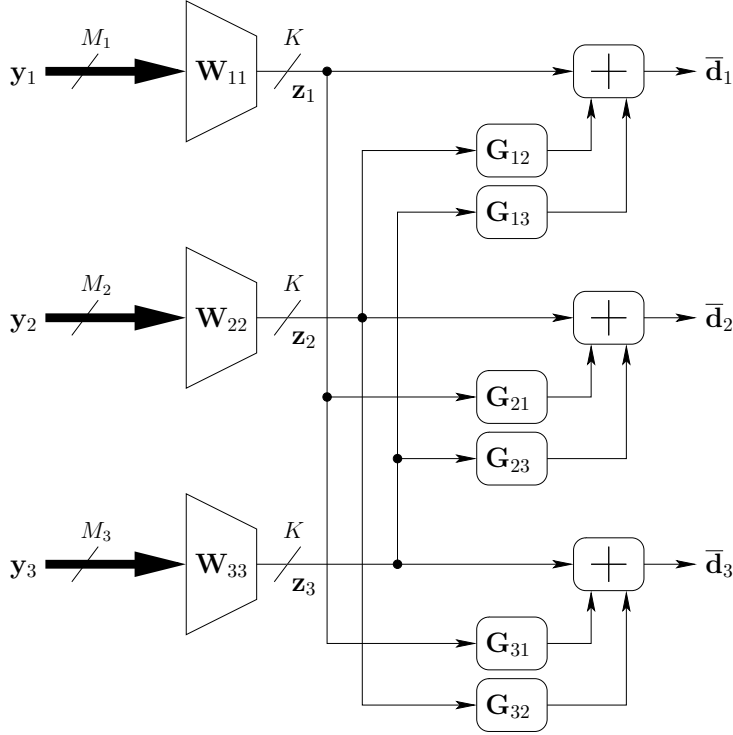 y₁ M₁ W₁₁ K z₁ + d̅₁
G₁₂
G₁₃
y₂ M₂ W₂₂ K z₂ + d̅₂
G₂₁
G₂₃
y₃ M₃ W₃₃ K z₃ + d̅₃
G₃₁
G₃₂